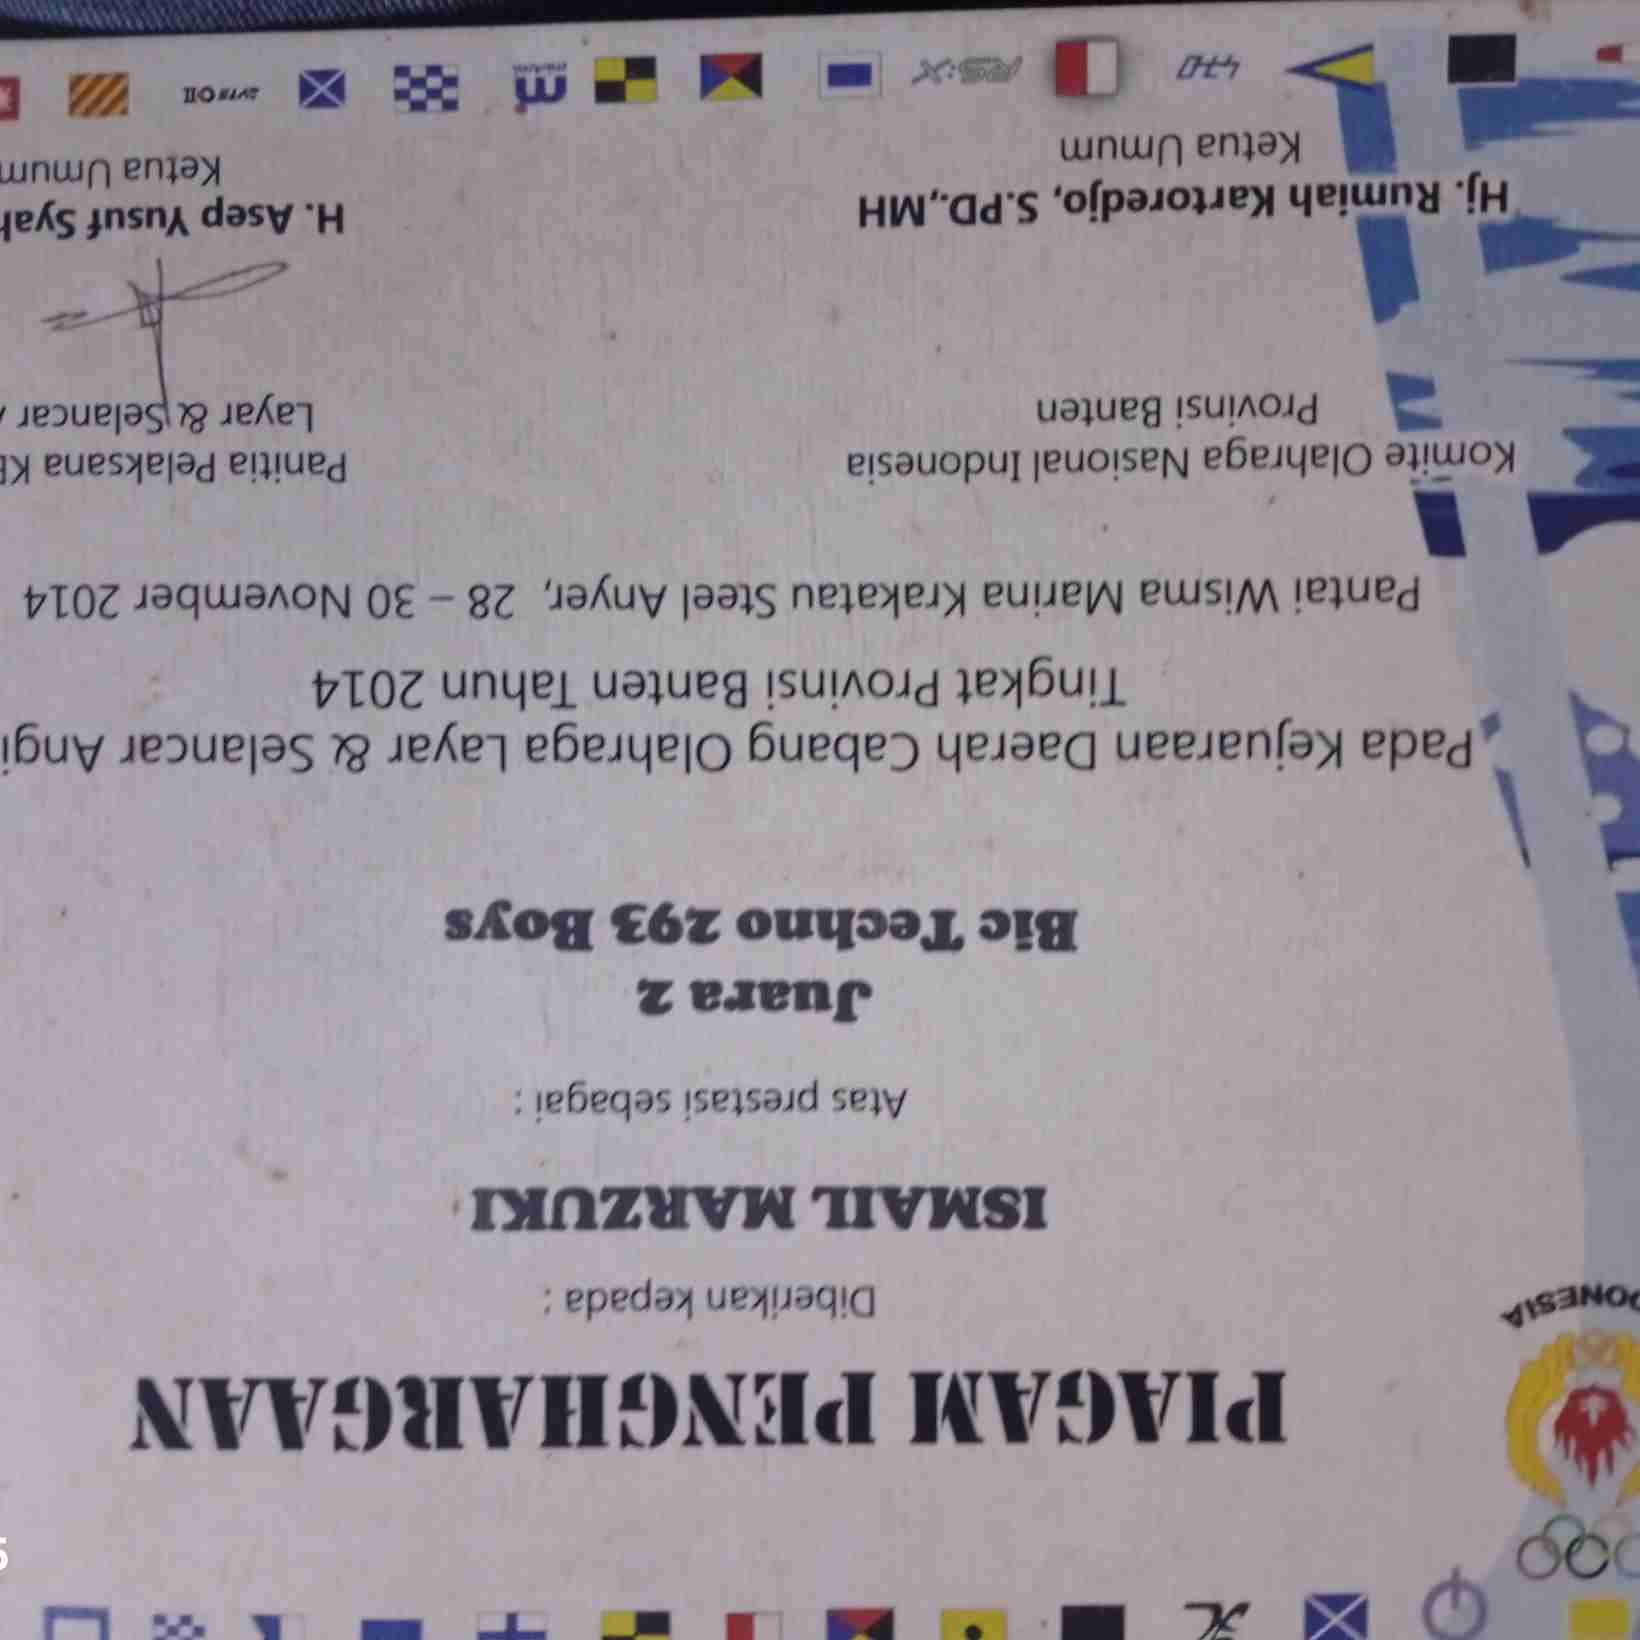 ONESIA
PIAGAM PENGHARGAAN
Diberikan kepada :
ISMAIL MARZUKI
Atas prestasi sebagai :
Juara 2
Bic Techno 293 Boys
Pada Kejuaraan Daerah Cabang Olahraga Layar & Selancar Angi
Tingkat Provinsi Banten Tahun 2014
Pantai Wisma Marina Krakatau Steel Anyer, 28 – 30 November 2014
Komite Olahraga Nasional Indonesia
Provinsi Banten
Hj. Rumiah Kartoredjo, S.PD.,MH
Ketua Umum
Panitia Pelaksana
Layar & Selancar
H. Asep Yusuf
Ketua Umum
470
RS:X